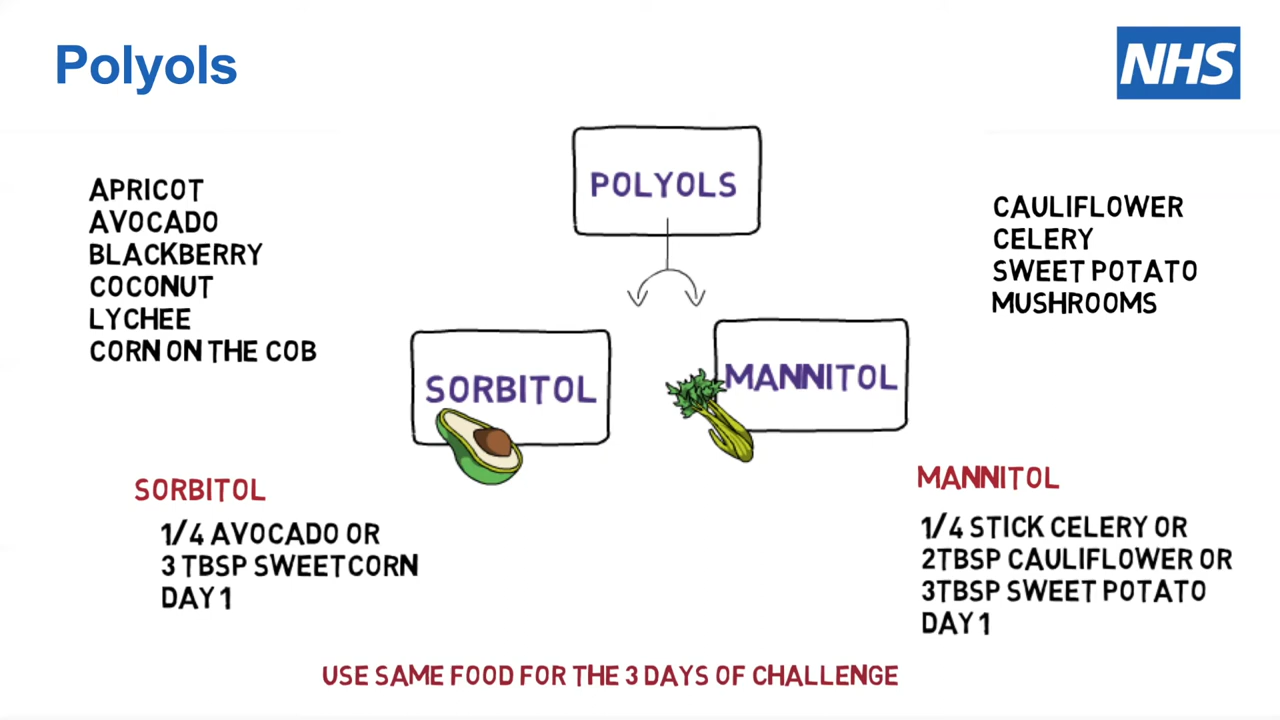 Polyols
NHS
POLYOLS
APRICOT
AVOCADO
BLACKBERRY
COCONUT
LYCHEE
CORN ON THE COB
CAULIFLOWER
CELERY
SWEET POTATO
MUSHROOMS
SORBITOL
MANNITOL
SORBITOL
1/4 AVOCADO OR
3 TBSP SWEETCORN
DAY 1
MANNITOL
1/4 STICK CELERY OR
2TBSP CAULIFLOWER OR
3TBSP SWEET POTATO
DAY 1
USE SAME FOOD FOR THE 3 DAYS OF CHALLENGE